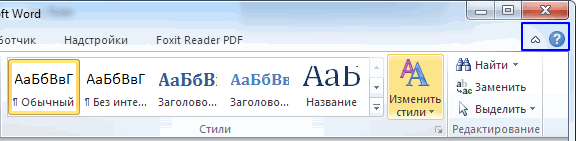 oft Word
ботчик Надстройки Foxit Reader PDF
АаБбВвГ АаБбВвГ АаБбВ: АаБбВв АаБ
Найти
Заменить
¶ Обычный ¶ Без инте... Заголово... Заголово... Название
Изменить стили
Выделить
Стили
Редактирование